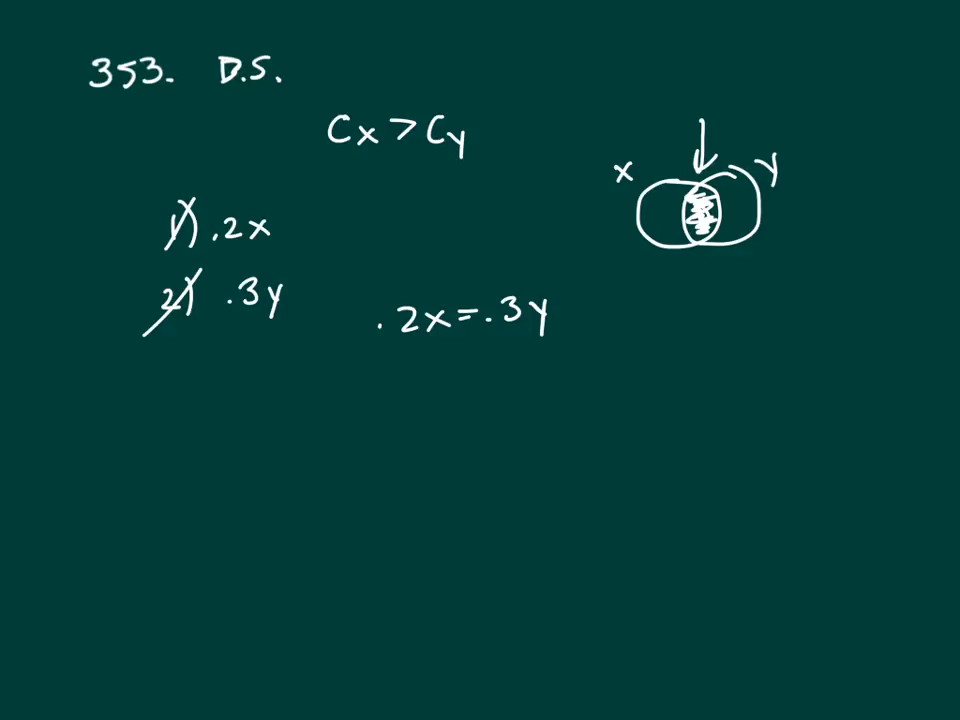 353. D.S.
Cx > Cy
x y
1) .2x
2) .3y
.2x = .3y